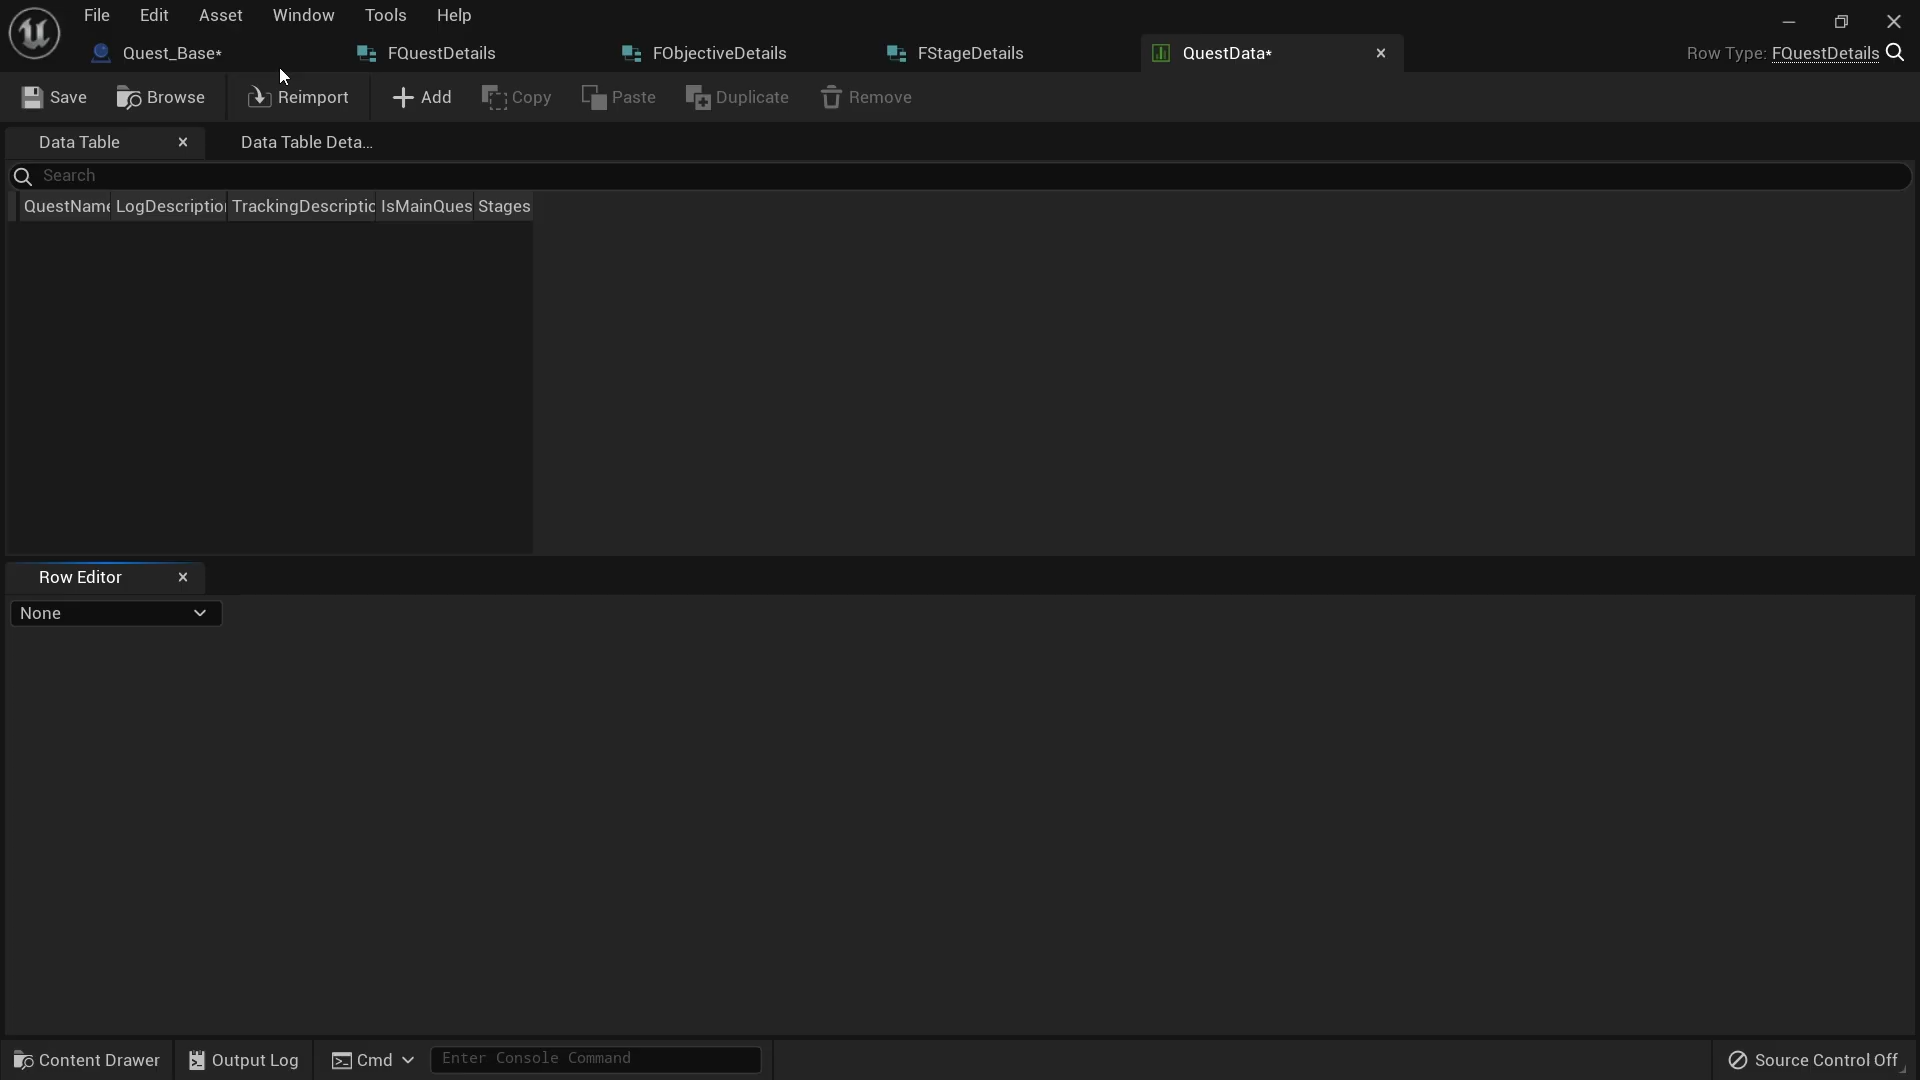 File Edit Asset Window Tools Help
Quest_Base* FQuestDetails FObjectiveDetails FStageDetails QuestData* Row Type: FQuestDetails
Save Browse Reimport Add Copy Paste Duplicate Remove
Data Table Data Table Deta...
Search
QuestName LogDescription TrackingDescriptio IsMainQues Stages
Row Editor
None
Content Drawer Output Log Cmd Enter Console Command Source Control Off